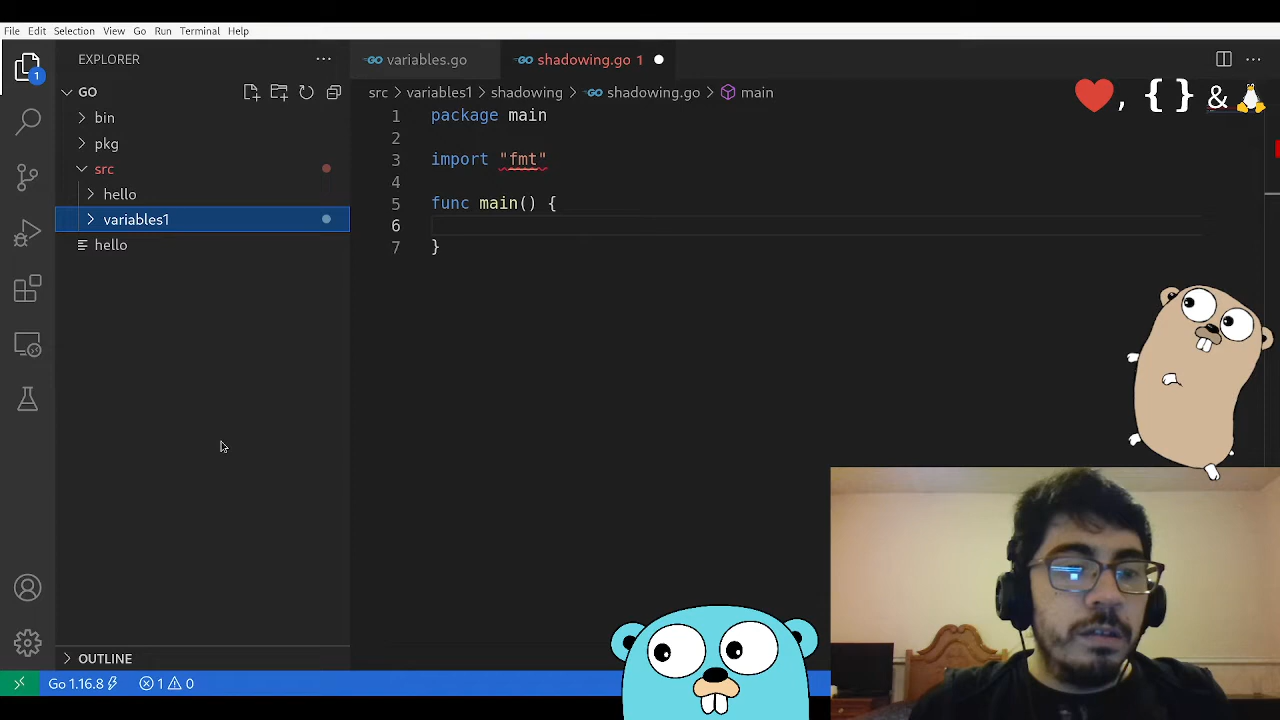 File Edit Selection View Go Run Terminal Help
EXPLORER ...
variables.go
shadowing.go 1
1
GO
src > variables1 > shadowing > shadowing.go > main
, { } &
bin
pkg
src
hello
variables1
hello
1 package main
2
3 import "fmt"
4
5 func main() {
6
7 }
OUTLINE
Go 1.16.8
1 0